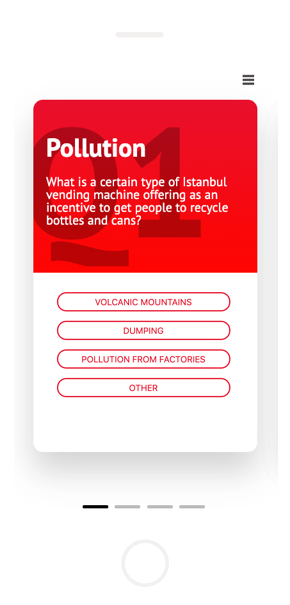 Q1
Pollution
What is a certain type of Istanbul
vending machine offering as an
incentive to get people to recycle
bottles and cans?
VOLCANIC MOUNTAINS
DUMPING
POLLUTION FROM FACTORIES
OTHER